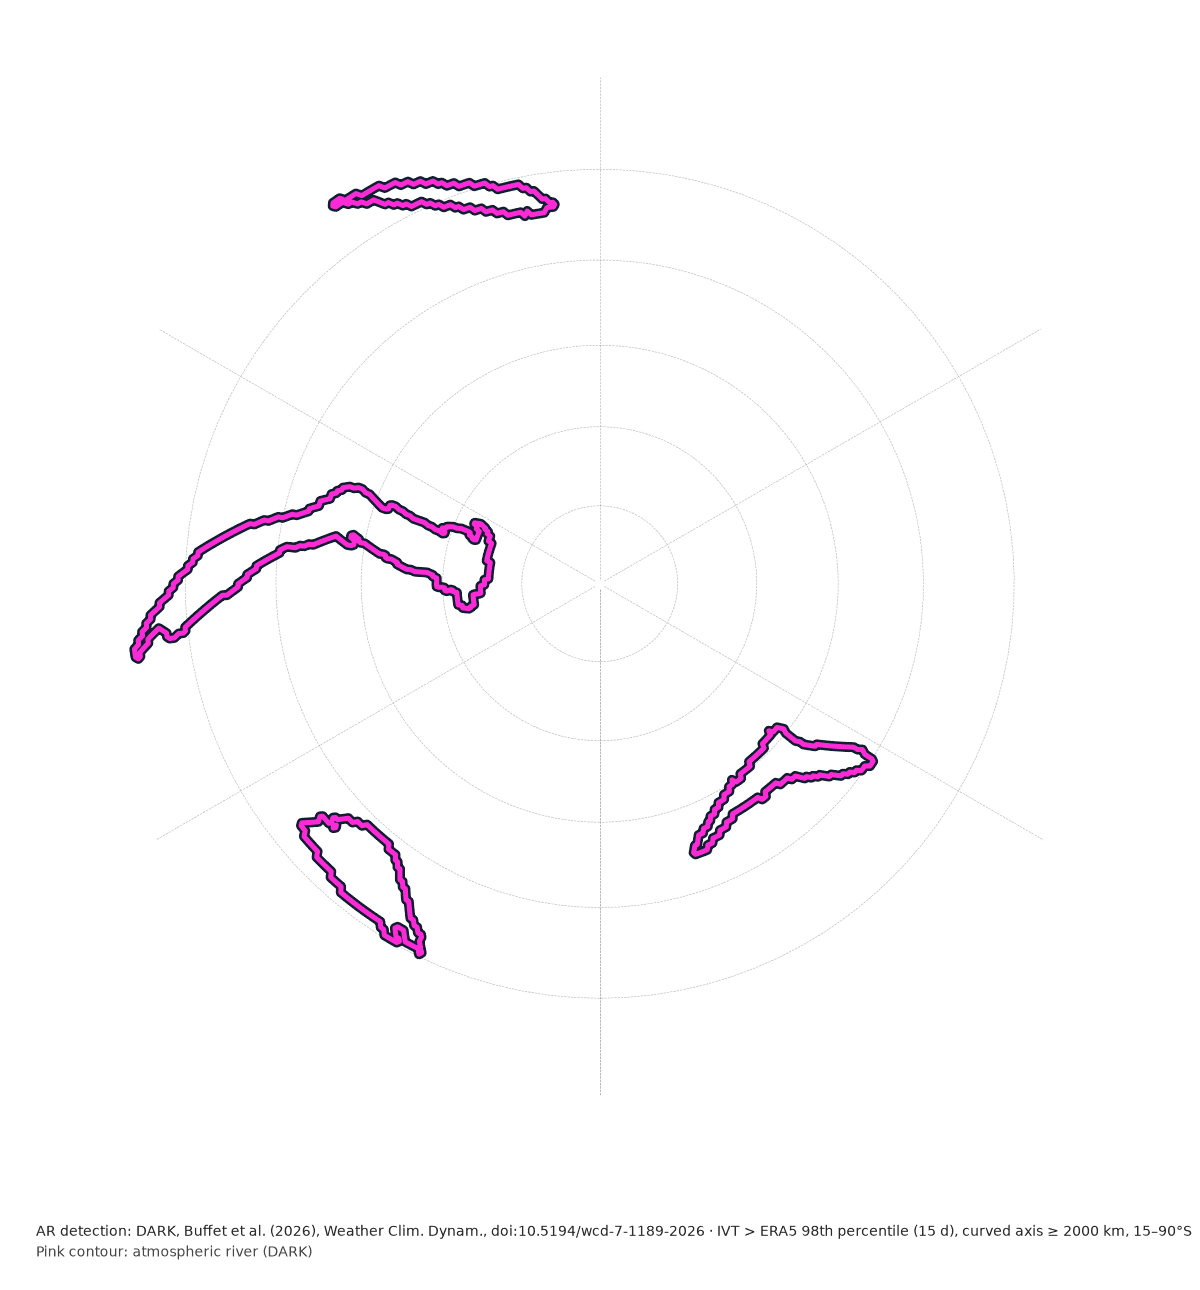 AR detection: DARK, Buffet et al. (2026), Weather Clim. Dynam., doi:10.5194/wcd-7-1189-2026 · IVT > ERA5 98th percentile (15 d), curved axis ≥ 2000 km, 15–90°S
Pink contour: atmospheric river (DARK)